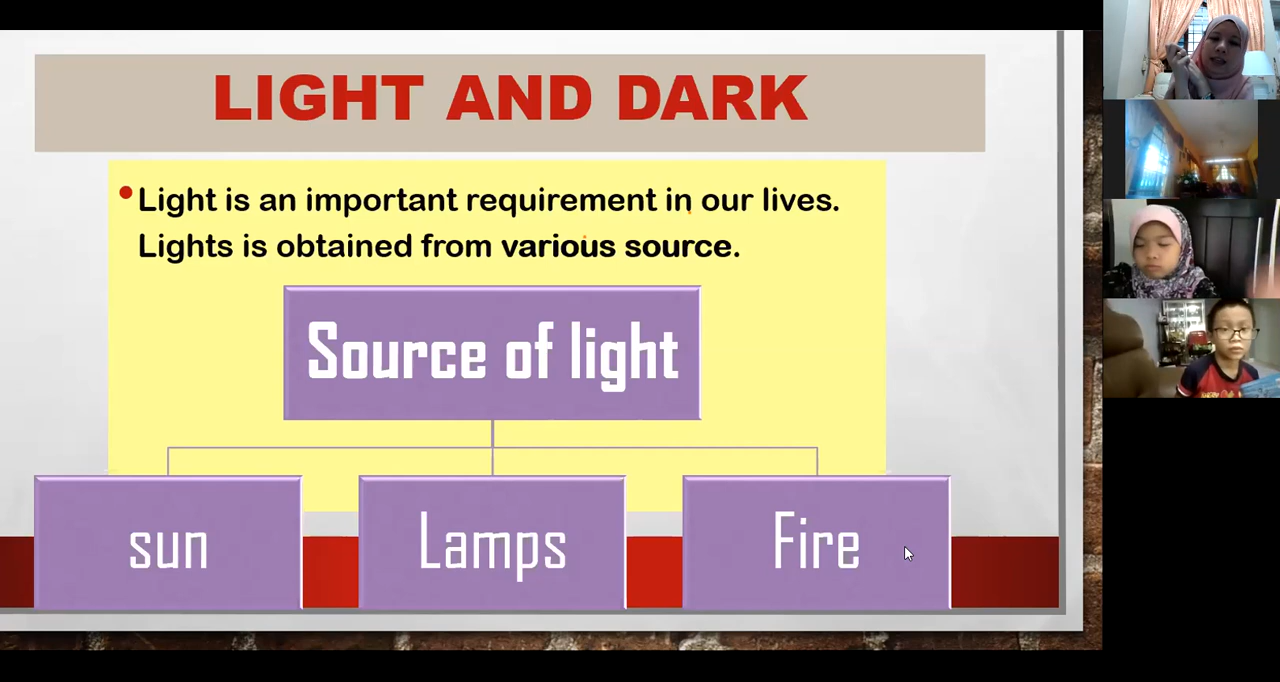 LIGHT AND DARK
• Light is an important requirement in our lives.
Lights is obtained from various source.
Source of light
sun
Lamps
Fire